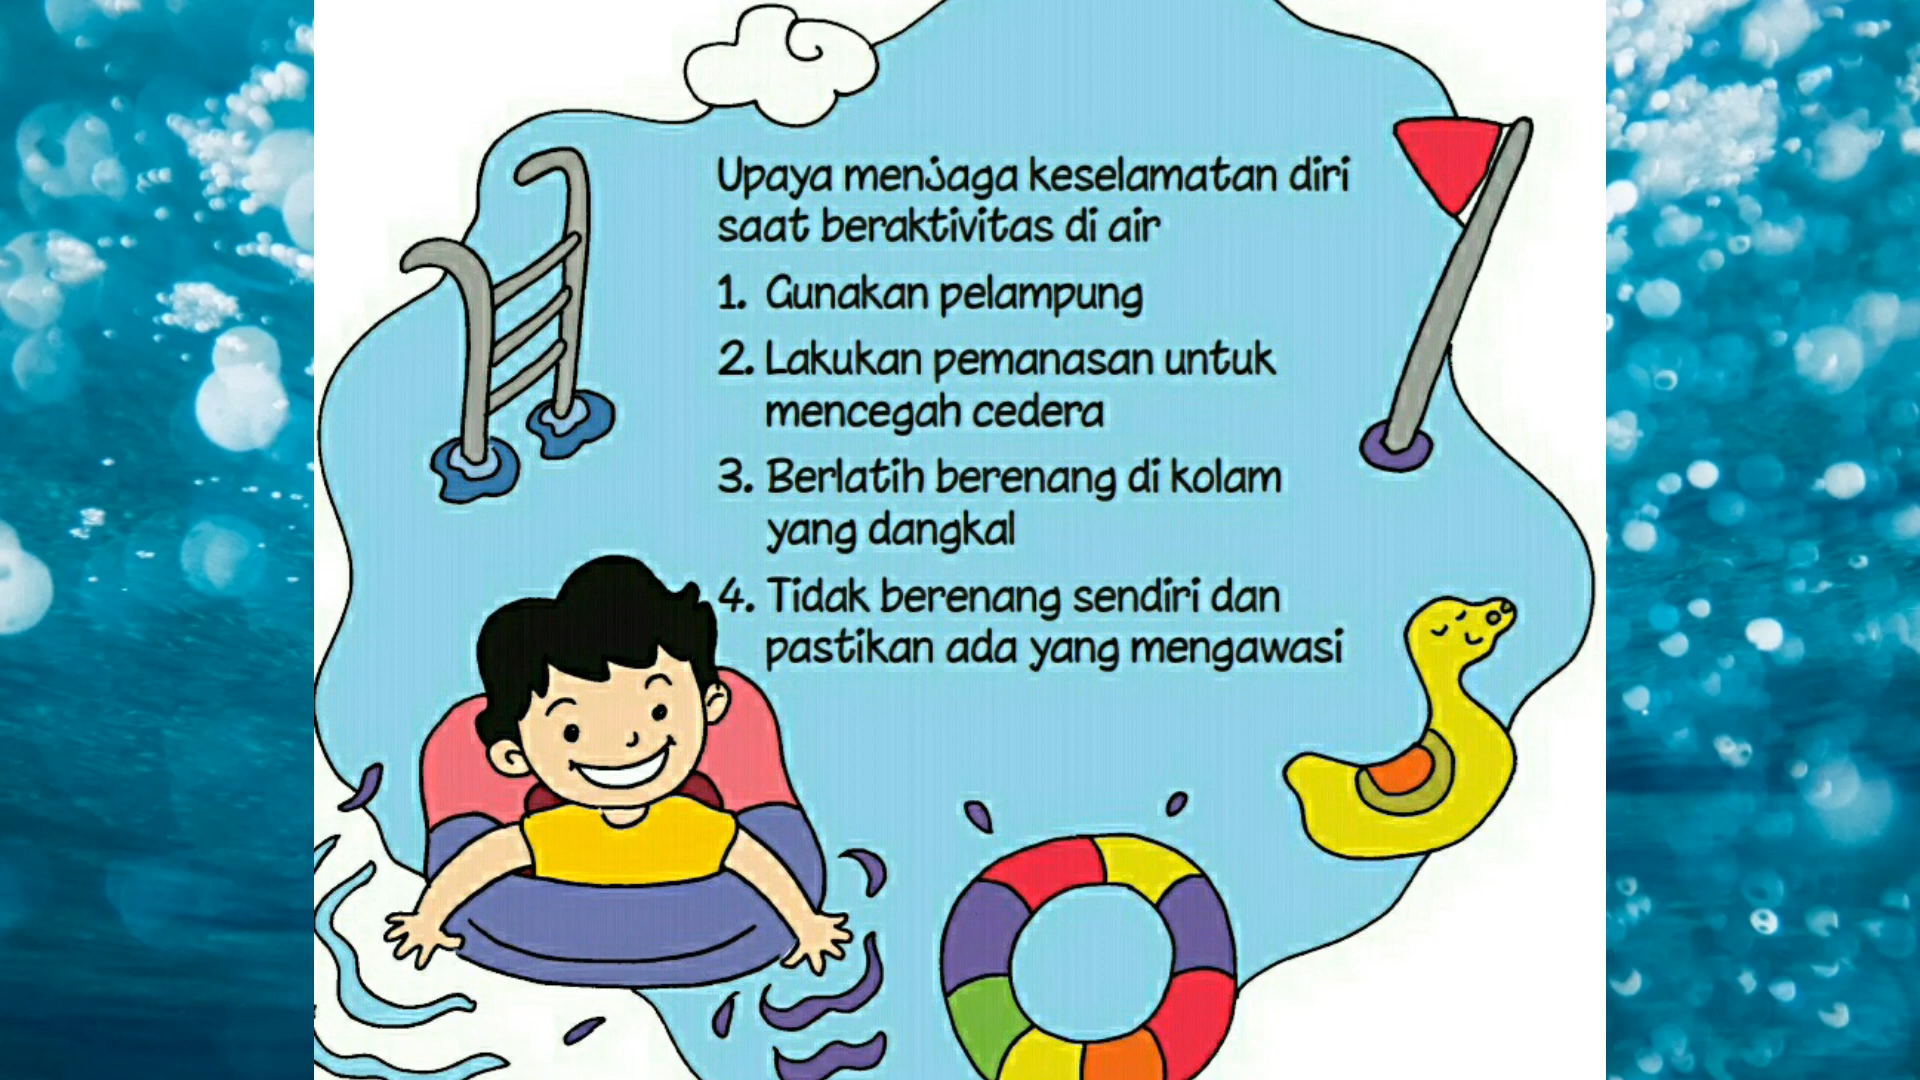 Upaya menjaga keselamatan diri
saat beraktivitas di air
1. Gunakan pelampung
2. Lakukan pemanasan untuk
mencegah cedera
3. Berlatih berenang di kolam
yang dangkal
4. Tidak berenang sendiri dan
pastikan ada yang mengawasi